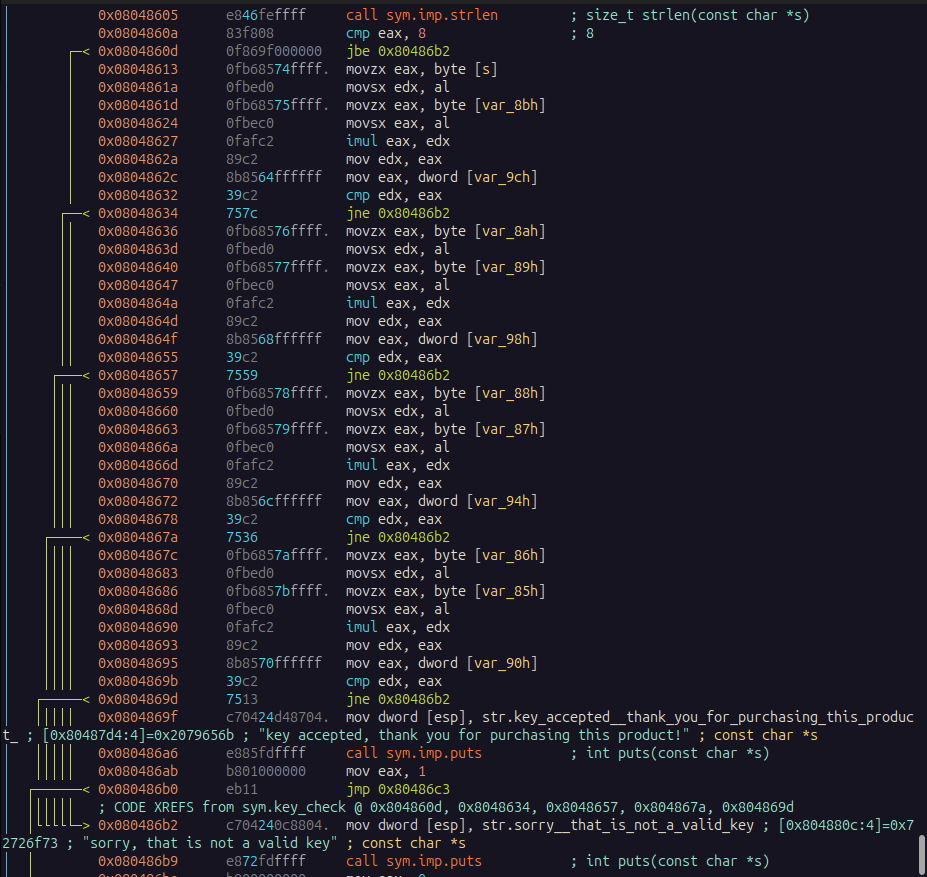 0x08048605 e846feffff call sym.imp.strlen ; size_t strlen(const char *s)
0x0804860a 83f808 cmp eax, 8 ; 8
< 0x0804860d 0f869f000000 jbe 0x80486b2
0x08048613 0fb68574ffff. movzx eax, byte [s]
0x0804861a 0fbed0 movsx edx, al
0x0804861d 0fb68575ffff. movzx eax, byte [var_8bh]
0x08048624 0fbec0 movsx eax, al
0x08048627 0fafc2 imul eax, edx
0x0804862a 89c2 mov edx, eax
0x0804862c 8b8564ffffff mov eax, dword [var_9ch]
0x08048632 39c2 cmp edx, eax
< 0x08048634 757c jne 0x80486b2
0x08048636 0fb68576ffff. movzx eax, byte [var_8ah]
0x0804863d 0fbed0 movsx edx, al
0x08048640 0fb68577ffff. movzx eax, byte [var_89h]
0x08048647 0fbec0 movsx eax, al
0x0804864a 0fafc2 imul eax, edx
0x0804864d 89c2 mov edx, eax
0x0804864f 8b8568ffffff mov eax, dword [var_98h]
0x08048655 39c2 cmp edx, eax
< 0x08048657 7559 jne 0x80486b2
0x08048659 0fb68578ffff. movzx eax, byte [var_88h]
0x08048660 0fbed0 movsx edx, al
0x08048663 0fb68579ffff. movzx eax, byte [var_87h]
0x0804866a 0fbec0 movsx eax, al
0x0804866d 0fafc2 imul eax, edx
0x08048670 89c2 mov edx, eax
0x08048672 8b856cffffff mov eax, dword [var_94h]
0x08048678 39c2 cmp edx, eax
< 0x0804867a 7536 jne 0x80486b2
0x0804867c 0fb6857affff. movzx eax, byte [var_86h]
0x08048683 0fbed0 movsx edx, al
0x08048686 0fb6857bffff. movzx eax, byte [var_85h]
0x0804868d 0fbec0 movsx eax, al
0x08048690 0fafc2 imul eax, edx
0x08048693 89c2 mov edx, eax
0x08048695 8b8570ffffff mov eax, dword [var_90h]
0x0804869b 39c2 cmp edx, eax
< 0x0804869d 7513 jne 0x80486b2
0x0804869f c70424d48704. mov dword [esp], str.key_accepted__thank_you_for_purchasing_this_produc
t_ ; [0x80487d4:4]=0x2079656b ; "key accepted, thank you for purchasing this product!" ; const char *s
0x080486a6 e885fdffff call sym.imp.puts ; int puts(const char *s)
0x080486ab b801000000 mov eax, 1
< 0x080486b0 eb11 jmp 0x80486c3
; CODE XREFS from sym.key_check @ 0x804860d, 0x8048634, 0x8048657, 0x804867a, 0x804869d
> 0x080486b2 c704240c8804. mov dword [esp], str.sorry__that_is_not_a_valid_key ; [0x804880c:4]=0x7
2726f73 ; "sorry, that is not a valid key" ; const char *s
0x080486b9 e872fdffff call sym.imp.puts ; int puts(const char *s)